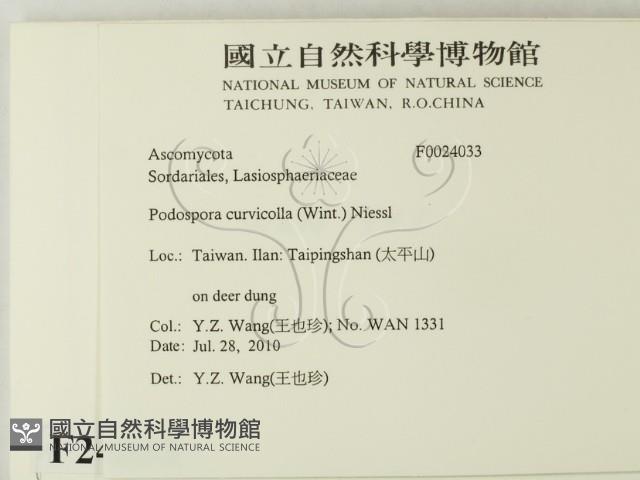 國立自然科學博物館
NATIONAL MUSEUM OF NATURAL SCIENCE
TAICHUNG, TAIWAN, R.O.CHINA
Ascomycota F0024033
Sordariales, Lasiosphaeriaceae
Podospora curvicolla (Wint.) Niessl
Loc.: Taiwan. Ilan: Taipingshan (太平山)
on deer dung
Col.: Y.Z. Wang(王也珍); No. WAN 1331
Date: Jul. 28, 2010
Det.: Y.Z. Wang(王也珍)
國立自然科學博物館
NATIONAL MUSEUM OF NATURAL SCIENCE
F2-